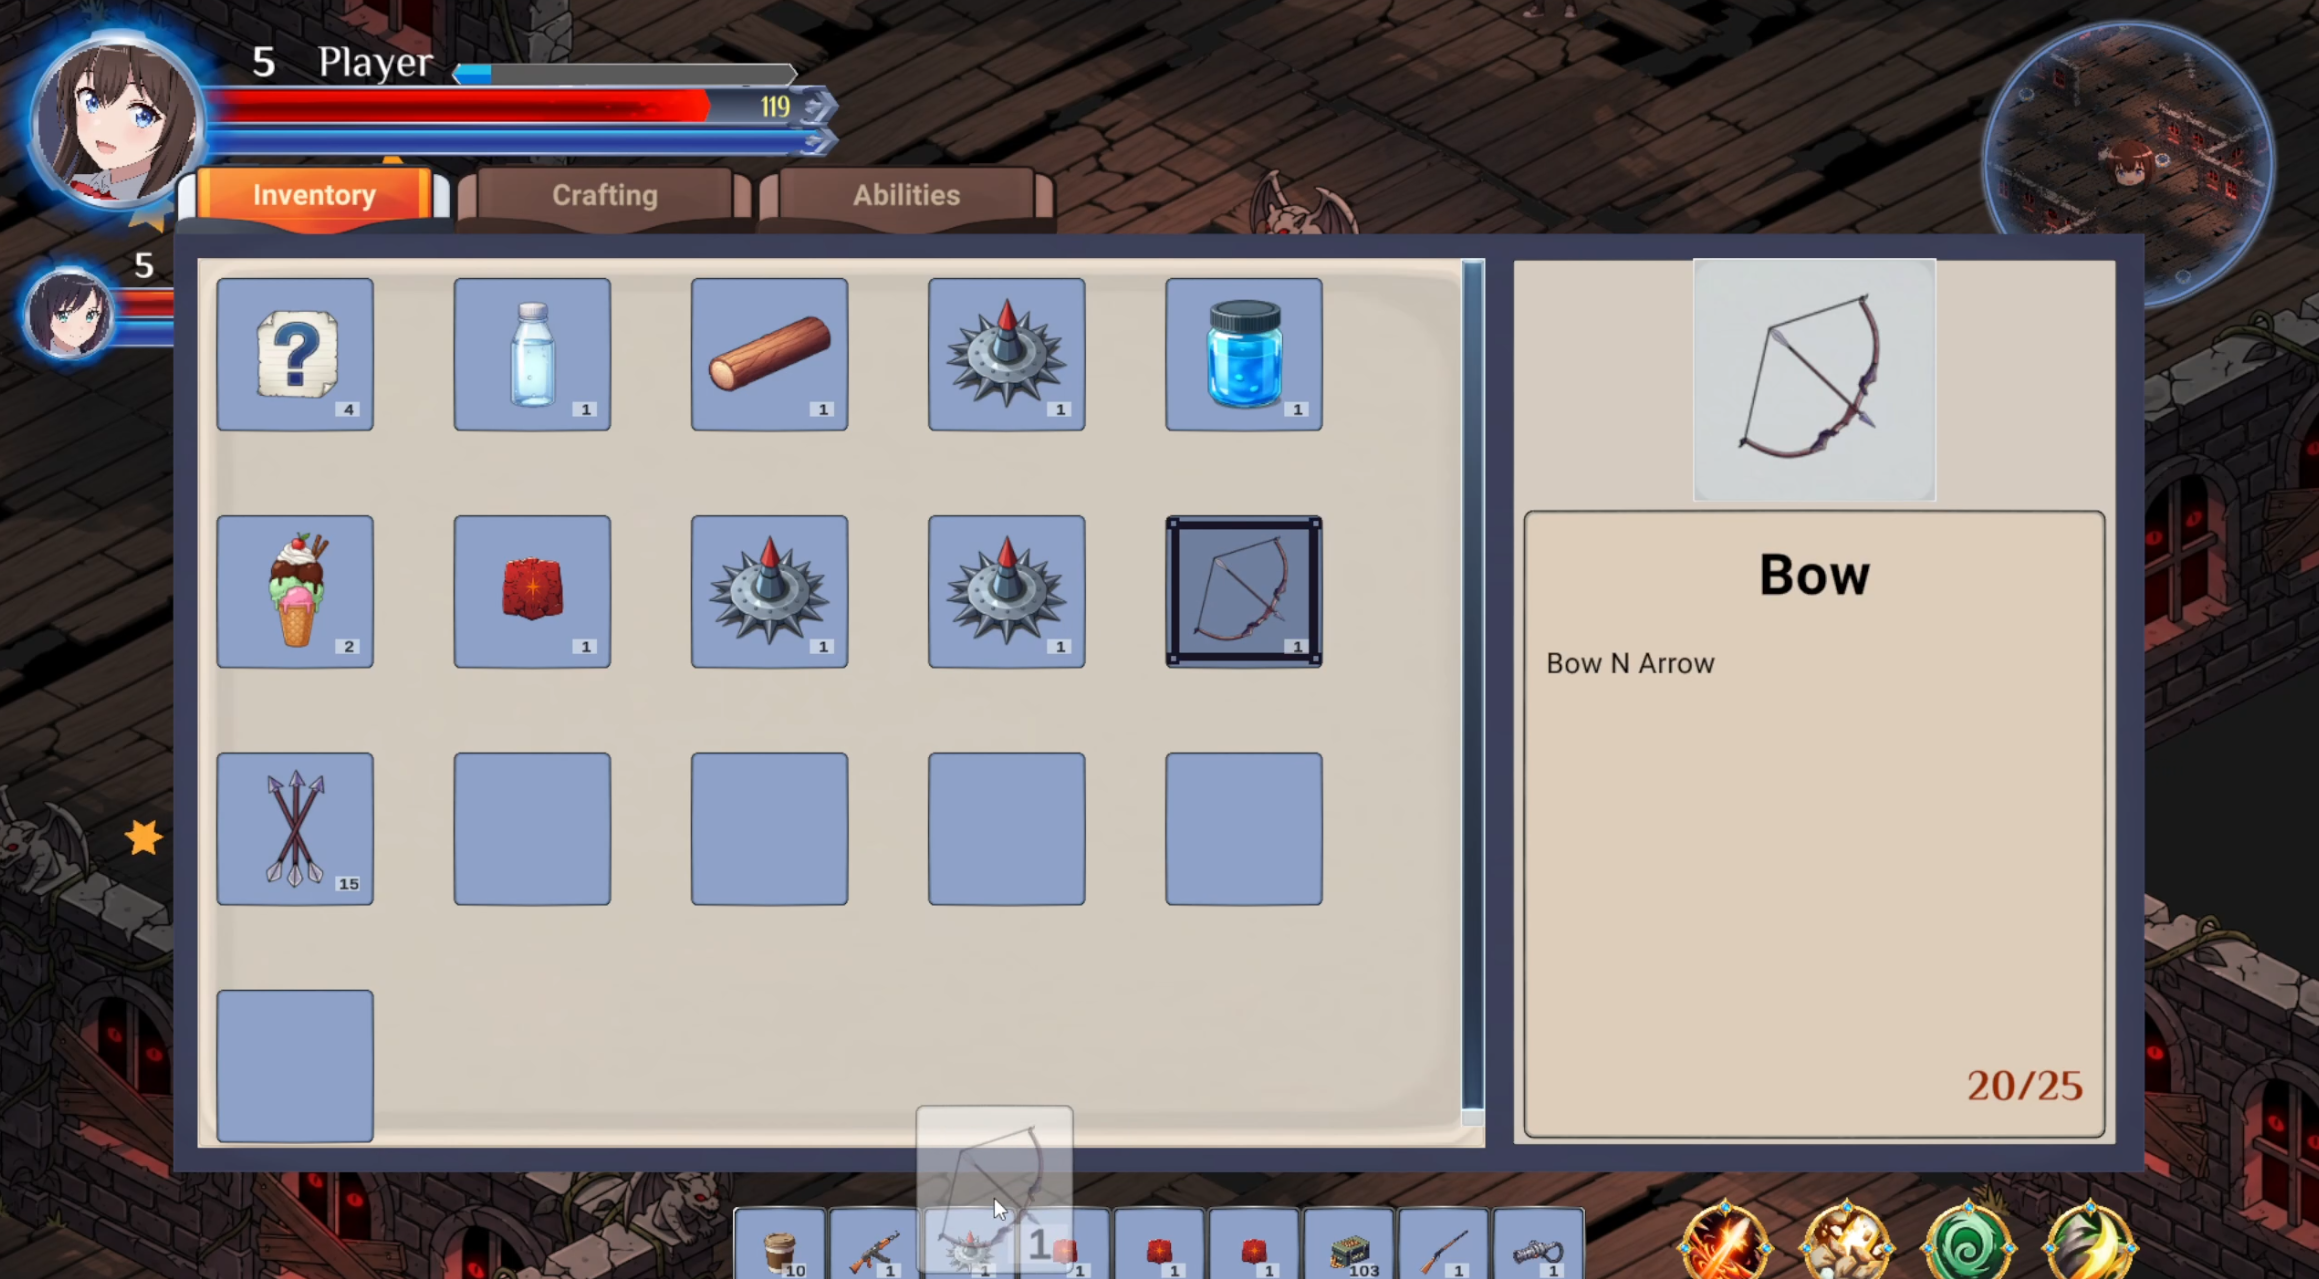 5 Player
119
Inventory Crafting Abilities
5
?
4 1 1 1 1
2 1 1 1 1
15
Bow
Bow N Arrow
20/25
1
10 1 1 1 1 1 103 1 1